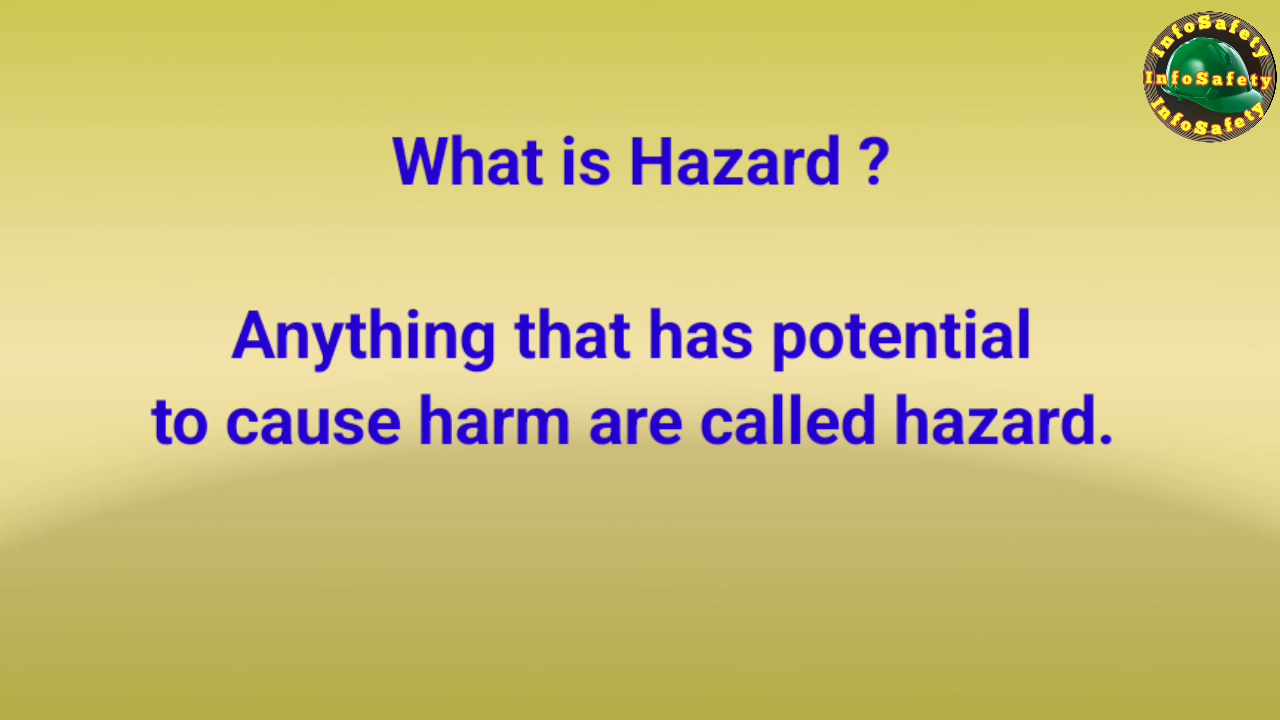 InfoSafety
InfoSafety
InfoSafety
What is Hazard ?
Anything that has potential
to cause harm are called hazard.